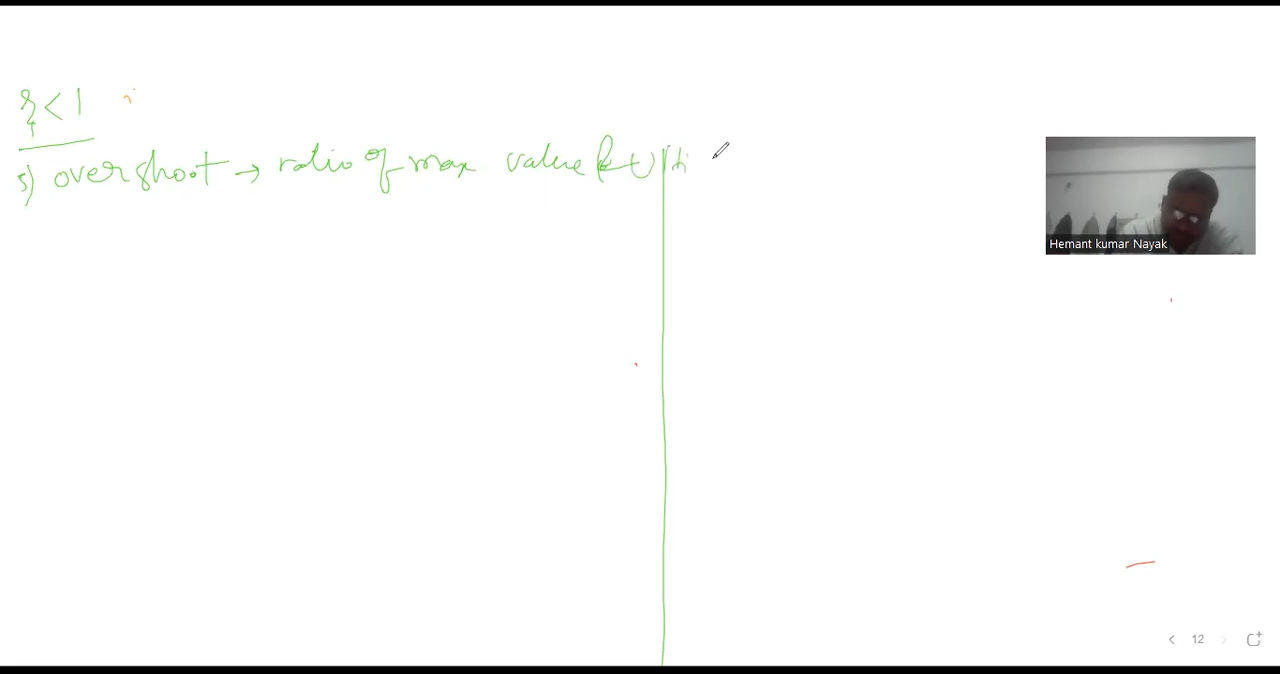 ξ < 1
5) overshoot → ratio of max value
Hemant kumar Nayak
12